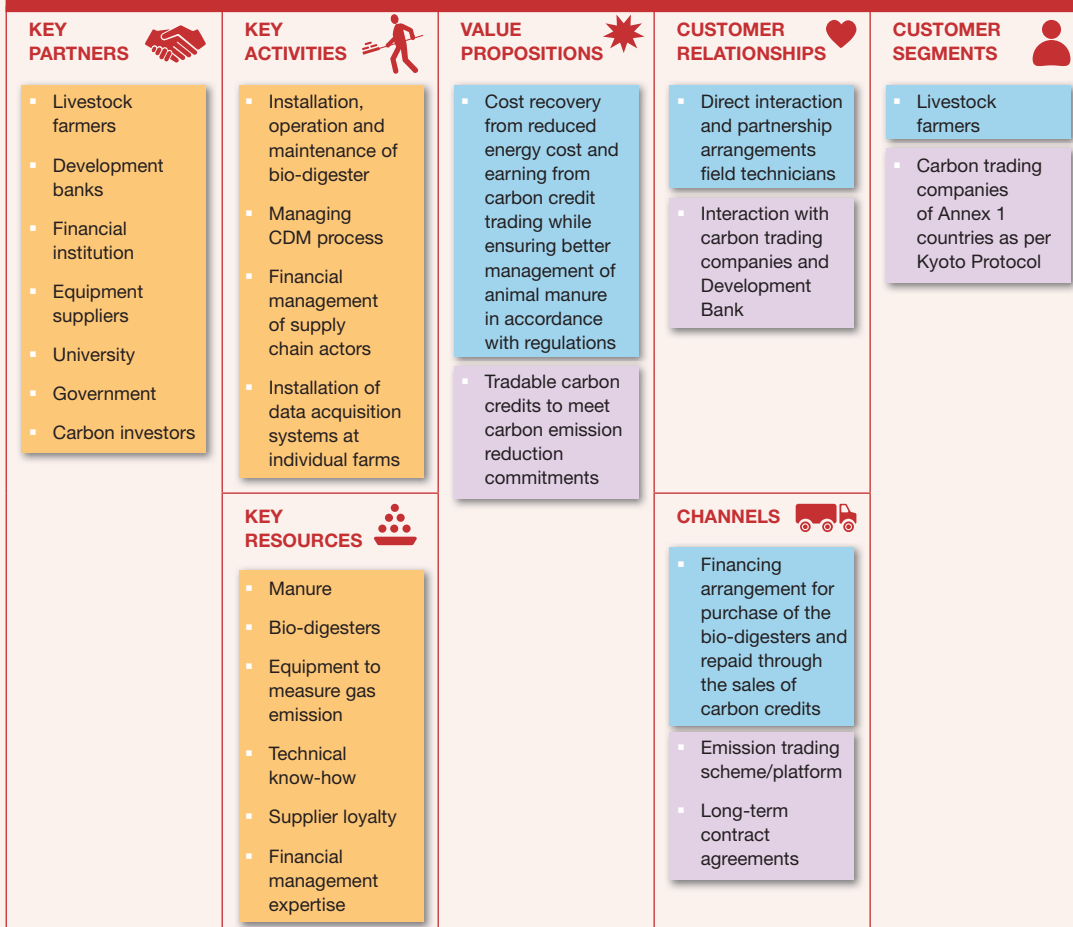 KEY
PARTNERS
Livestock
farmers
Development
banks
Financial
institution
Equipment
suppliers
University
Government
Carbon investors
KEY
ACTIVITIES
Installation,
operation and
maintenance of
bio-digester
Managing
CDM process
Financial
management
of supply
chain actors
Installation of
data acquisition
systems at
individual farms
KEY
RESOURCES
Manure
Bio-digesters
Equipment to
measure gas
emission
Technical
know-how
Supplier loyalty
Financial
management
expertise
VALUE
PROPOSITIONS
Cost recovery
from reduced
energy cost and
earning from
carbon credit
trading while
ensuring better
management of
animal manure
in accordance
with regulations
Tradable carbon
credits to meet
carbon emission
reduction
commitments
CUSTOMER
RELATIONSHIPS
Direct interaction
and partnership
arrangements
field technicians
Interaction with
carbon trading
companies and
Development
Bank
CHANNELS
Financing
arrangement for
purchase of the
bio-digesters and
repaid through
the sales of
carbon credits
Emission trading
scheme/platform
Long-term
contract
agreements
CUSTOMER
SEGMENTS
Livestock
farmers
Carbon trading
companies
of Annex 1
countries as per
Kyoto Protocol